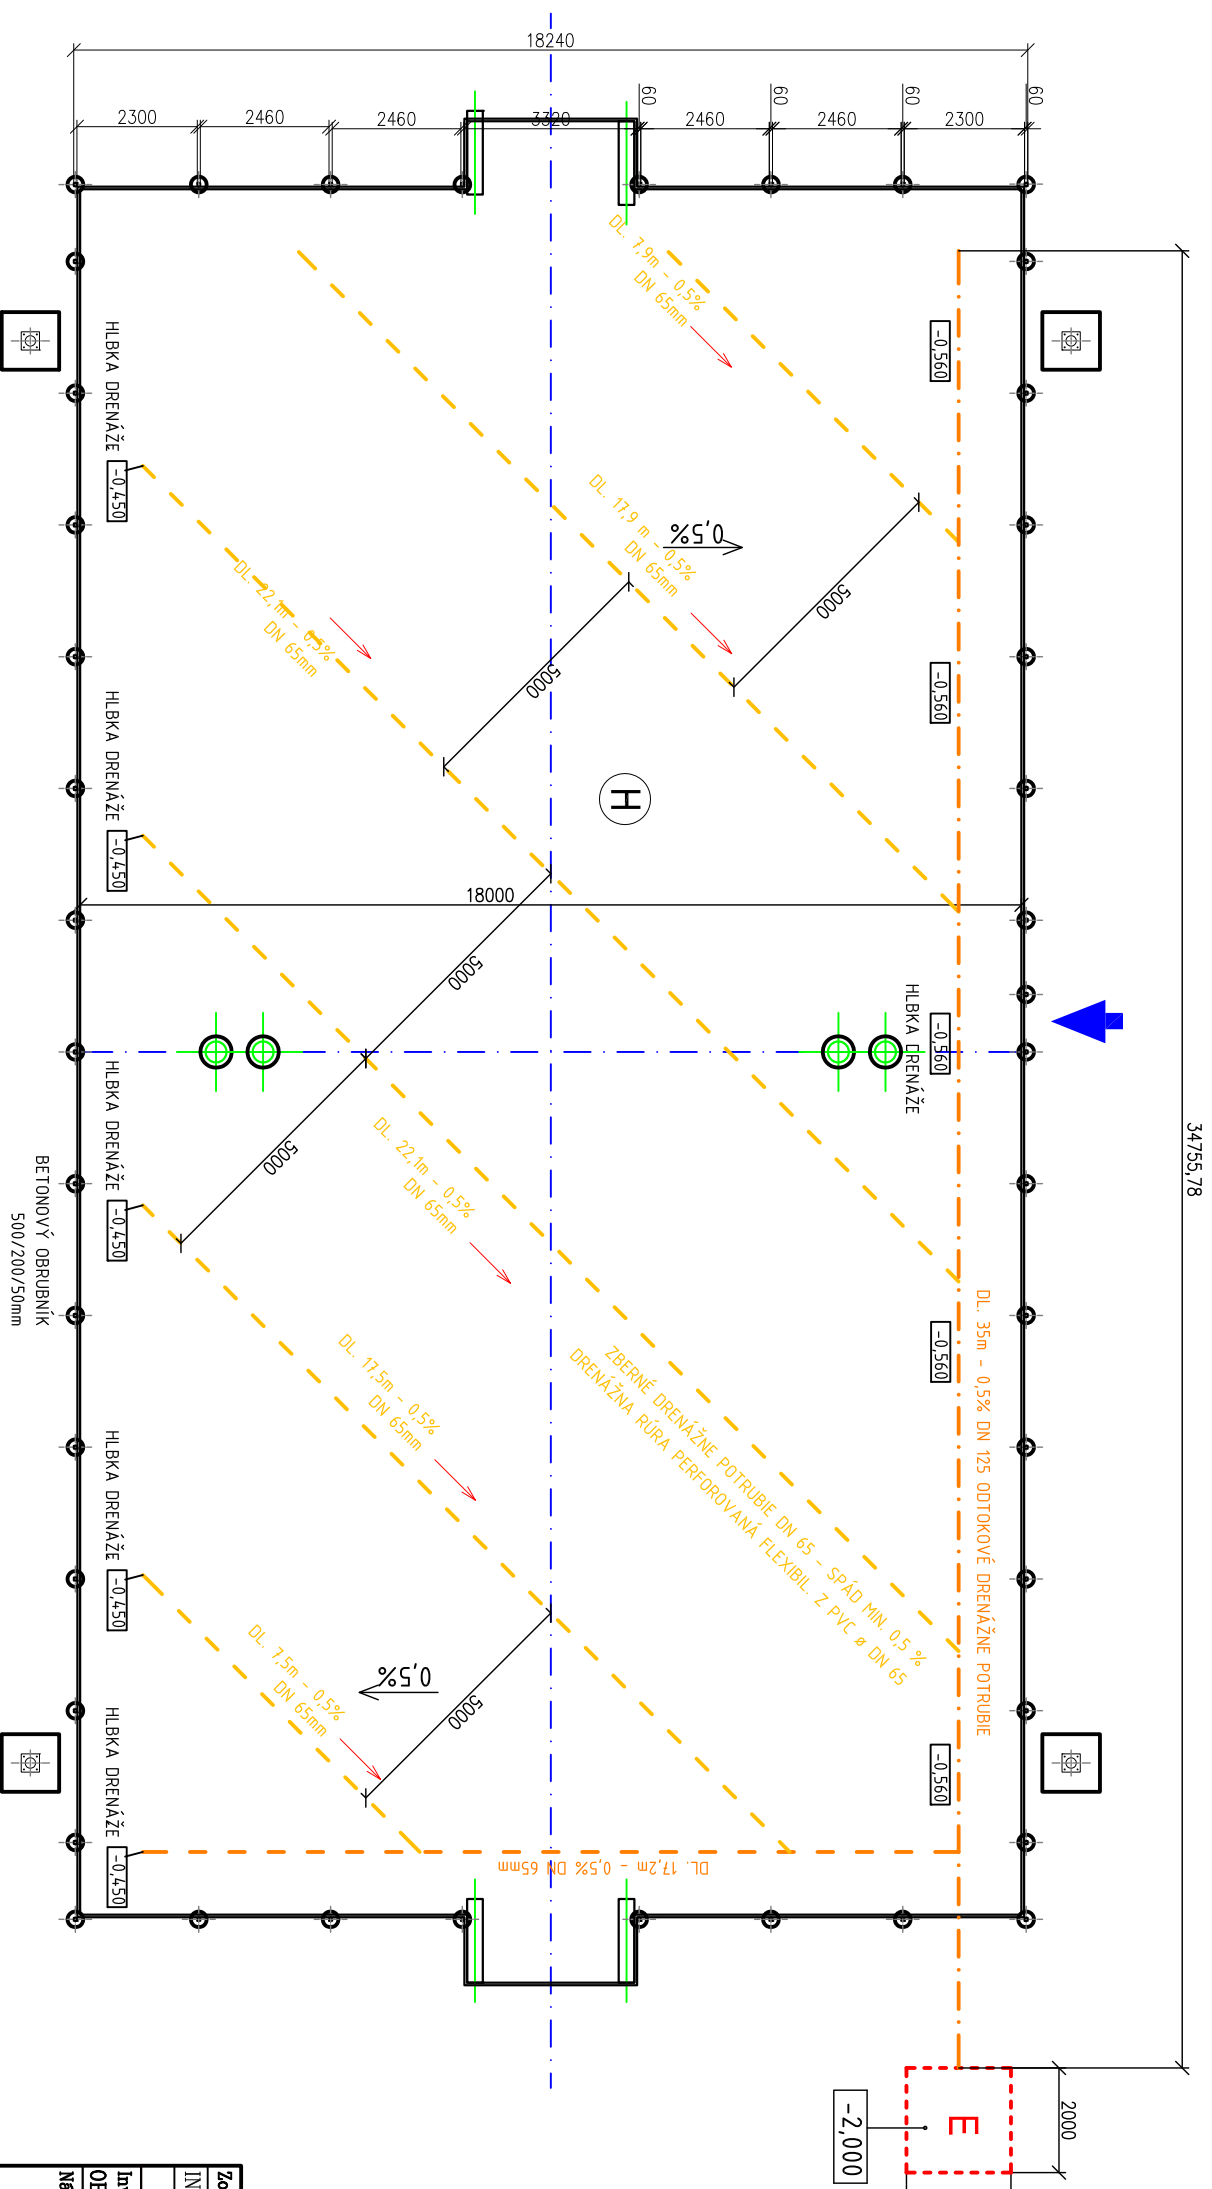 18240
2300
2460
2460
3320
60
2460
60
2460
60
2300
60
DL. 7,9m - 0,5%
DN 65mm
-0,560
HLBKA DRENÁŽE
-0,450
DL. 17,9 m - 0,5%
DN 65mm
0,5%
5000
DL. 22,1m - 0,5%
DN 65mm
5000
-0,560
HLBKA DRENÁŽE
-0,450
H
18000
5000
HLBKA DRENÁŽE
-0,560
34755,78
HLBKA DRENÁŽE
-0,450
5000
DL. 22,1m - 0,5%
DN 65mm
BETONOVÝ OBRUBNÍK
500/200/50mm
DL. 17,5m - 0,5%
DN 65mm
-0,560
DL. 35m - 0,5% DN 125 ODTOKOVÉ DRENÁŽNE POTRUBIE
ZBERNÉ DRENÁŽNE POTRUBIE DN 65 - SPÁD MIN. 0,5 %
DRENÁŽNA RÚRA PERFOROVANÁ FLEXIBIL. Z PVC ø DN 65
HLBKA DRENÁŽE
-0,450
DL. 7,5m - 0,5%
DN 65mm
0,5%
5000
-0,560
HLBKA DRENÁŽE
-0,450
DL. 17,2m - 0,5% DN 65mm
2000
E
-2,000